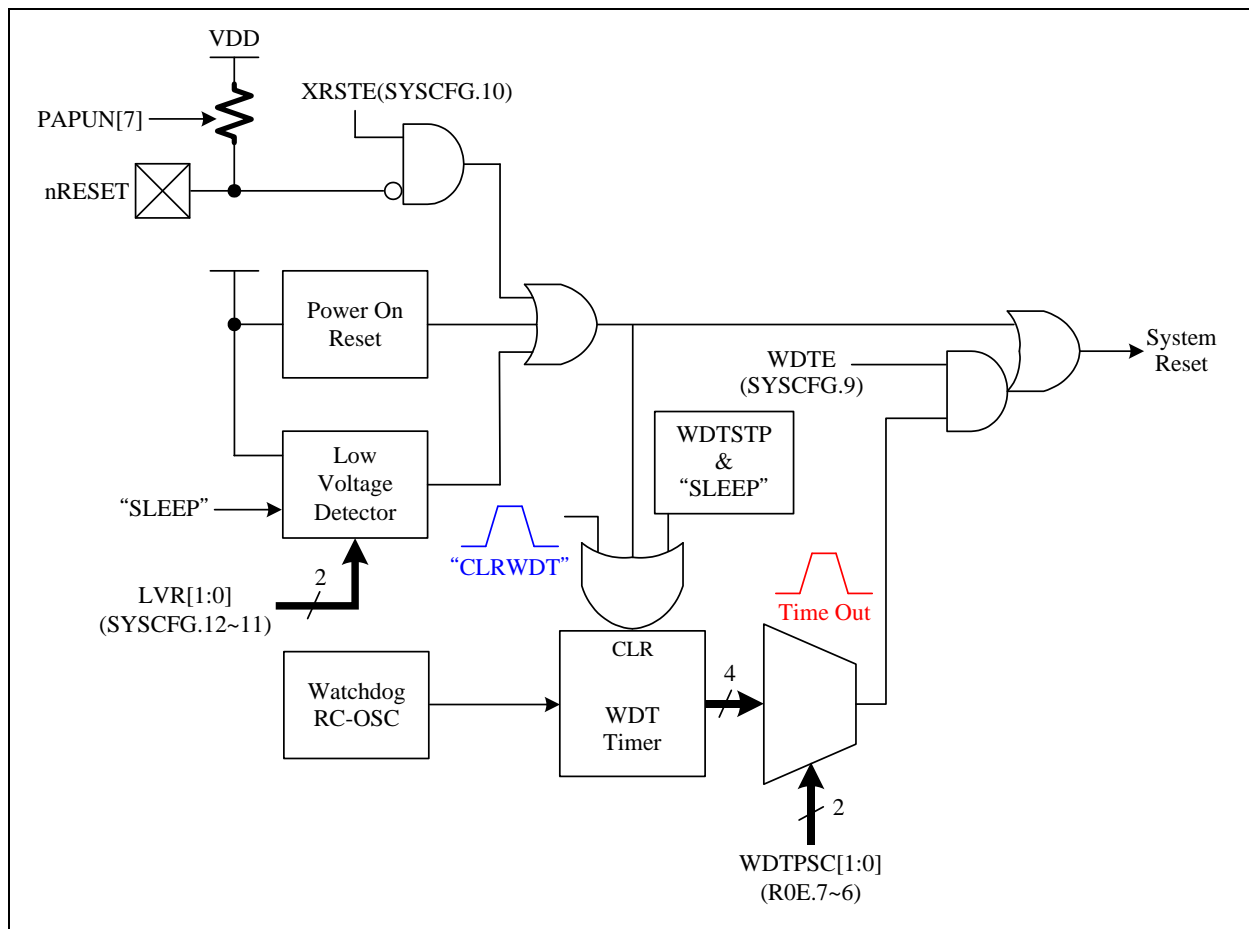 VDD
XRSTE(SYSCFG.10)
PAPUN[7]
nRESET
Power On
Reset
System
Reset
WDTE
(SYSCFG.9)
WDTSTP
&
“SLEEP”
Low
Voltage
Detector
“SLEEP”
“CLRWDT”
2
LVR[1:0]
(SYSCFG.12~11)
Time Out
CLR
4
Watchdog
RC-OSC
WDT
Timer
2
WDTPSC[1:0]
(R0E.7~6)